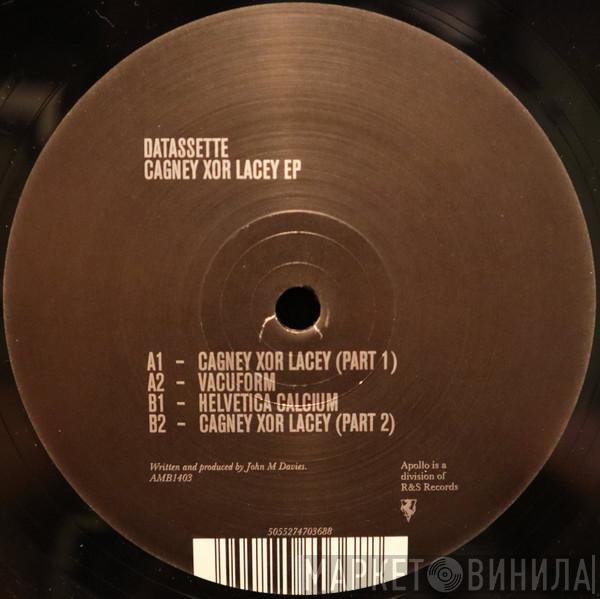 DATASSETTE
CAGNEY XOR LACEY EP
A1 - CAGNEY XOR LACEY (PART 1)
A2 - VACUFORM
B1 - HELVETICA CALCIUM
B2 - CAGNEY XOR LACEY (PART 2)
Written and produced by John M Davies.
AMB1403
Apollo is a
division of
R&S Records
5055274703688
МАРКЕТ ВИНИЛА